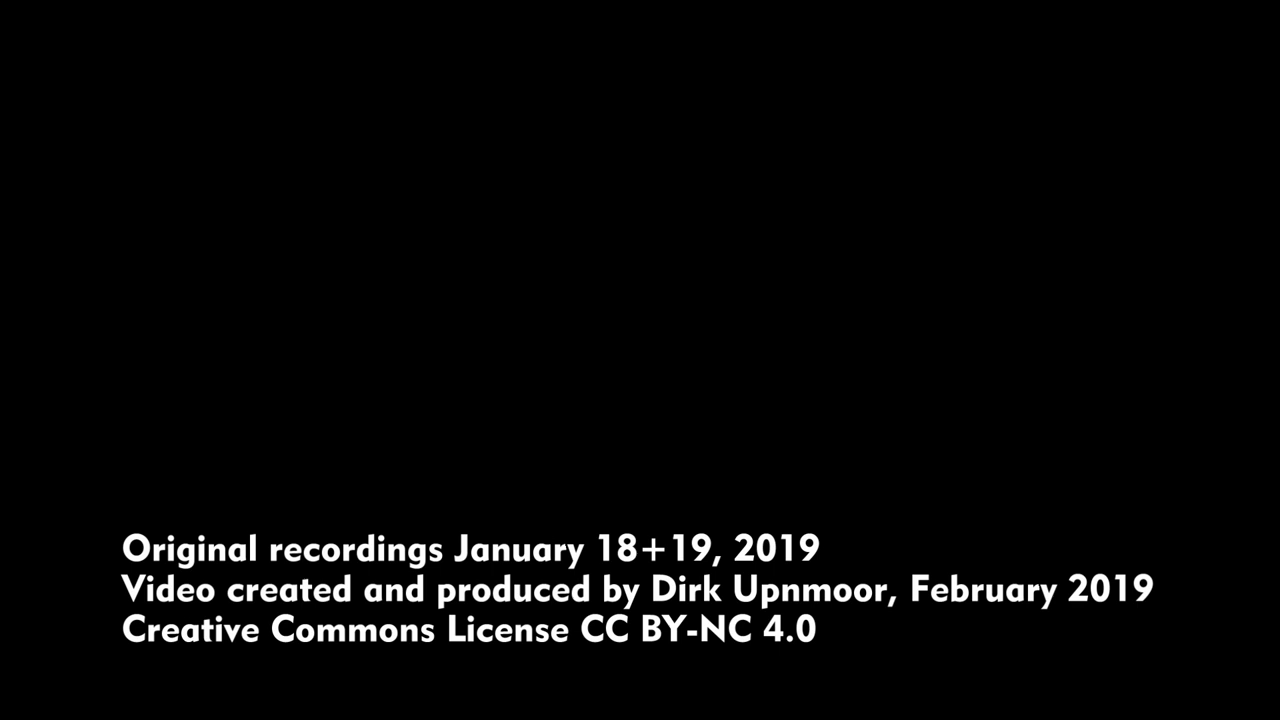 Original recordings January 18+19, 2019
Video created and produced by Dirk Upnmoor, February 2019
Creative Commons License CC BY-NC 4.0